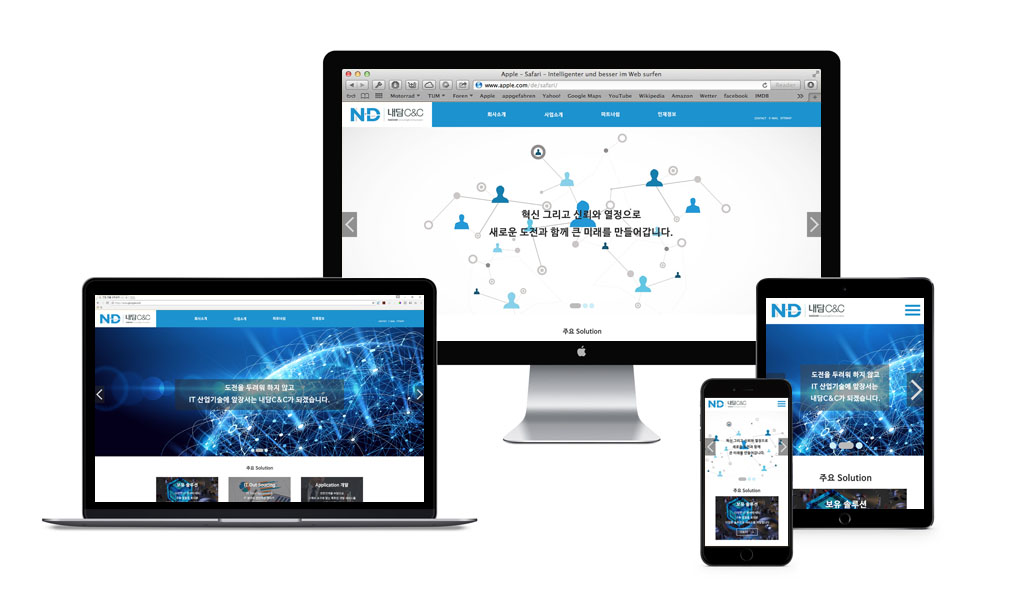 Apple – Safari – Intelligenter und besser im Web surfen
www.apple.com/de/safari/
Reader
Motorrad TUM Foren Apple appgefahren Yahoo! Google Maps YouTube Wikipedia Amazon Wetter facebook IMDB
ND 내담C&C
회사소개 사업소개 파트너쉽 인재정보
CONTACT E-MAIL SITEMAP
혁신 그리고 신뢰와 열정으로
새로운 도전과 함께 큰 미래를 만들어갑니다.
주요 Solution
ND 내담C&C
회사소개 사업소개 파트너쉽 인재정보
도전을 두려워 하지 않고
IT 산업기술에 앞장서는 내담C&C가 되겠습니다.
주요 Solution
보유 솔루션 IT Out-sourcing Application 개발
ND 내담C&C
도전을 두려워 하지 않고
IT 산업기술에 앞장서는
내담C&C가 되겠습니다.
주요 Solution
보유 솔루션
ND 내담C&C
혁신 그리고 신뢰와 열정으로
새로운 도전과 함께
큰 미래를 만들어갑니다.
주요 Solution
보유 솔루션